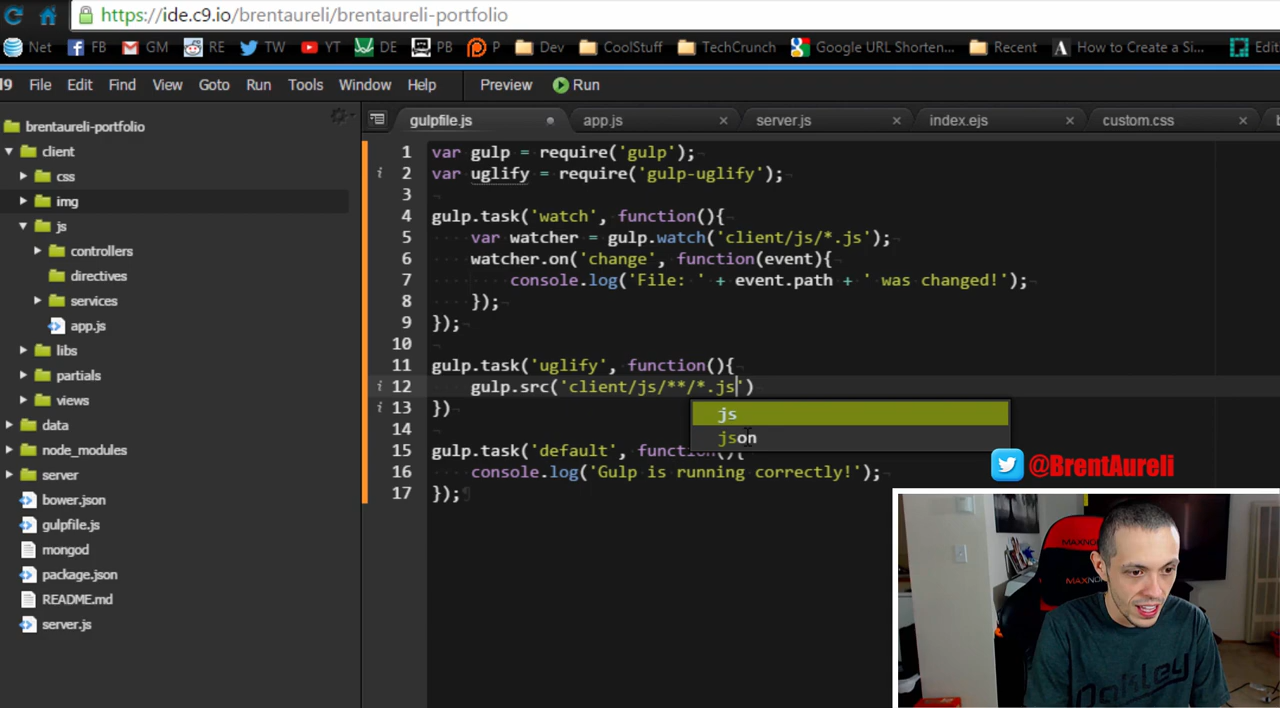 https://ide.c9.io/brentaureli/brentaureli-portfolio
Net FB GM RE TW YT DE PB P Dev CoolStuff TechCrunch Google URL Shorten... Recent How to Create a Si... Edit
File Edit Find View Goto Run Tools Window Help Preview Run
brentaureli-portfolio
client
css
img
js
controllers
directives
services
app.js
libs
partials
views
data
node_modules
server
bower.json
gulpfile.js
mongod
package.json
README.md
server.js
gulpfile.js app.js server.js index.ejs custom.css
1 var gulp = require('gulp');
2 var uglify = require('gulp-uglify');
3
4 gulp.task('watch', function(){
5 var watcher = gulp.watch('client/js/*.js');
6 watcher.on('change', function(event){
7 console.log('File: ' + event.path + ' was changed!');
8 });
9 });
10
11 gulp.task('uglify', function(){
12 gulp.src('client/js/**/*.js')
13 })
14
15 gulp.task('default', function(){
16 console.log('Gulp is running correctly!');
17 });
js
json
@BrentAureli
MAXNOM